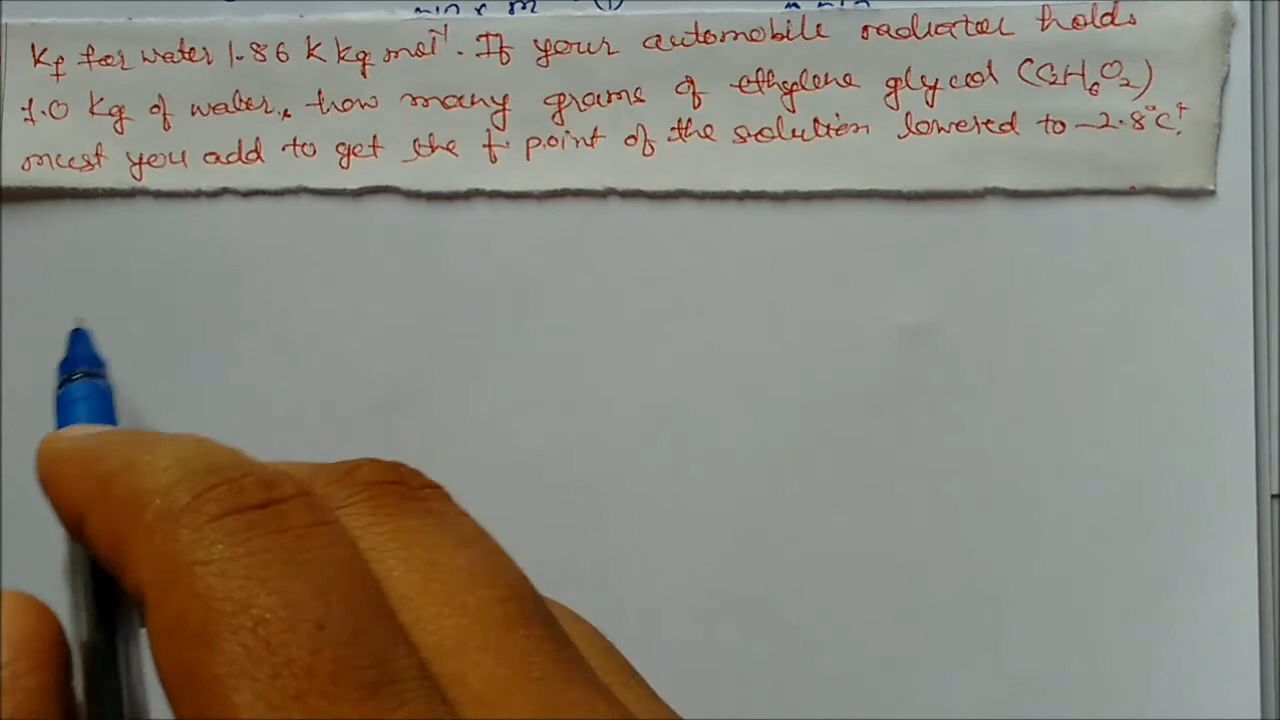 Kf for water 1.86 K kg mol⁻¹. If your automobile radiator holds
1.0 kg of water, how many grams of ethylene glycol (C₂H₆O₂)
must you add to get the f. point of the solution lowered to -2.8°C?